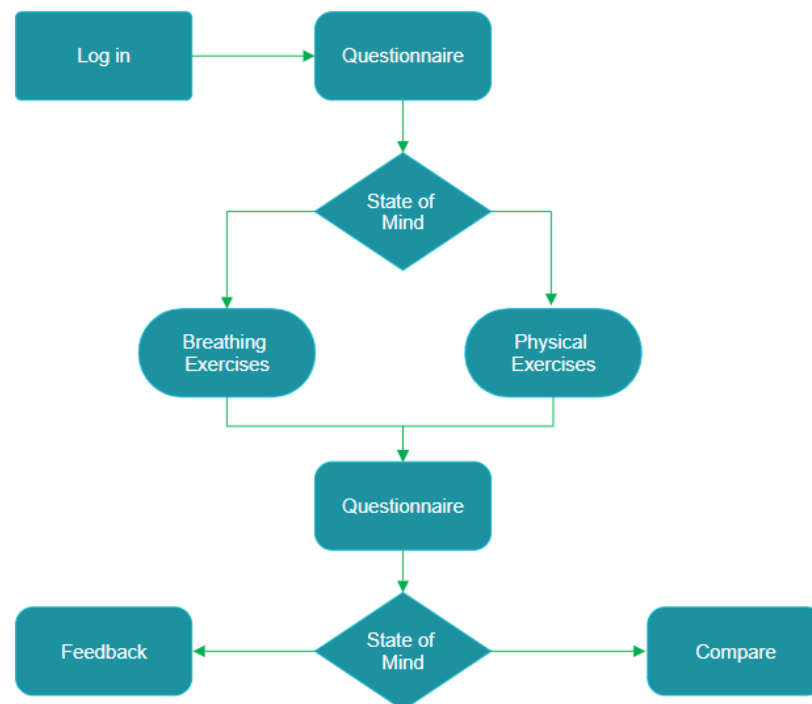 Log in
Questionnaire
State of
Mind
Breathing
Exercises
Physical
Exercises
Questionnaire
Feedback
State of
Mind
Compare